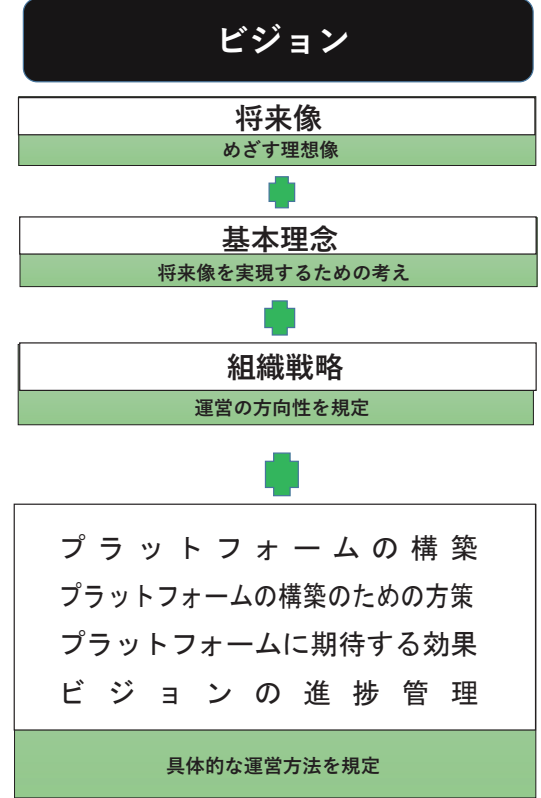 ビジョン
将来像
めざす理想像
基本理念
将来像を実現するための考え
組織戦略
運営の方向性を規定
プラットフォームの構築
プラットフォームの構築のための方策
プラットフォームに期待する効果
ビジョンの進捗管理
具体的な運営方法を規定